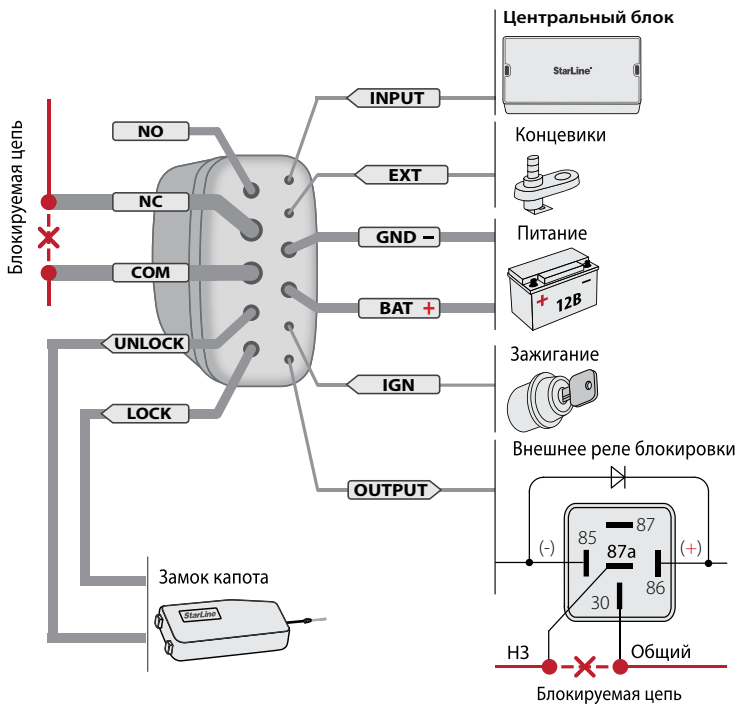 Центральный блок
StarLine
INPUT
NO
Концевики
EXT
Блокируемая цепь
NC
GND –
Питание
COM
BAT +
+ 12В –
UNLOCK
Зажигание
IGN
LOCK
Внешнее реле блокировки
OUTPUT
87
85
87a
(-)
(+)
86
30
Замок капота
StarLine
НЗ
Общий
Блокируемая цепь